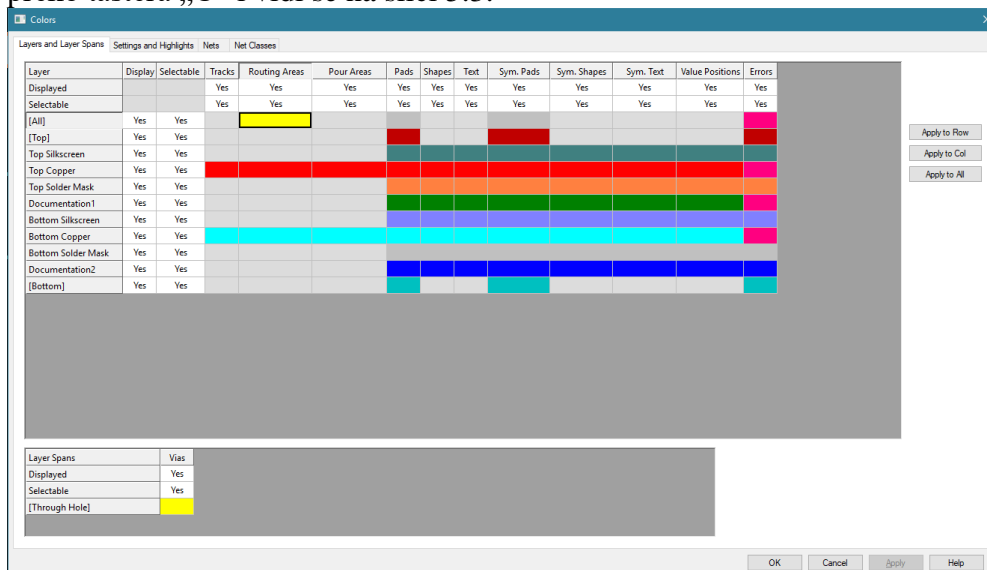 Colors
Layers and Layer Spans Settings and Highlights Nets Net Classes
Layer Display Selectable Tracks Routing Areas Pour Areas Pads Shapes Text Sym. Pads Sym. Shapes Sym. Text Value Positions Errors
Displayed Yes Yes Yes Yes Yes Yes Yes Yes Yes Yes Yes
Selectable Yes Yes Yes Yes Yes Yes Yes Yes Yes Yes Yes
[All] Yes Yes
[Top] Yes Yes
Apply to Row
Top Silkscreen Yes Yes
Apply to Col
Top Copper Yes Yes
Apply to All
Top Solder Mask Yes Yes
Documentation1 Yes Yes
Bottom Silkscreen Yes Yes
Bottom Copper Yes Yes
Bottom Solder Mask Yes Yes
Documentation2 Yes Yes
[Bottom] Yes Yes
Layer Spans Vias
Displayed Yes
Selectable Yes
[Through Hole]
OK Cancel Apply Help